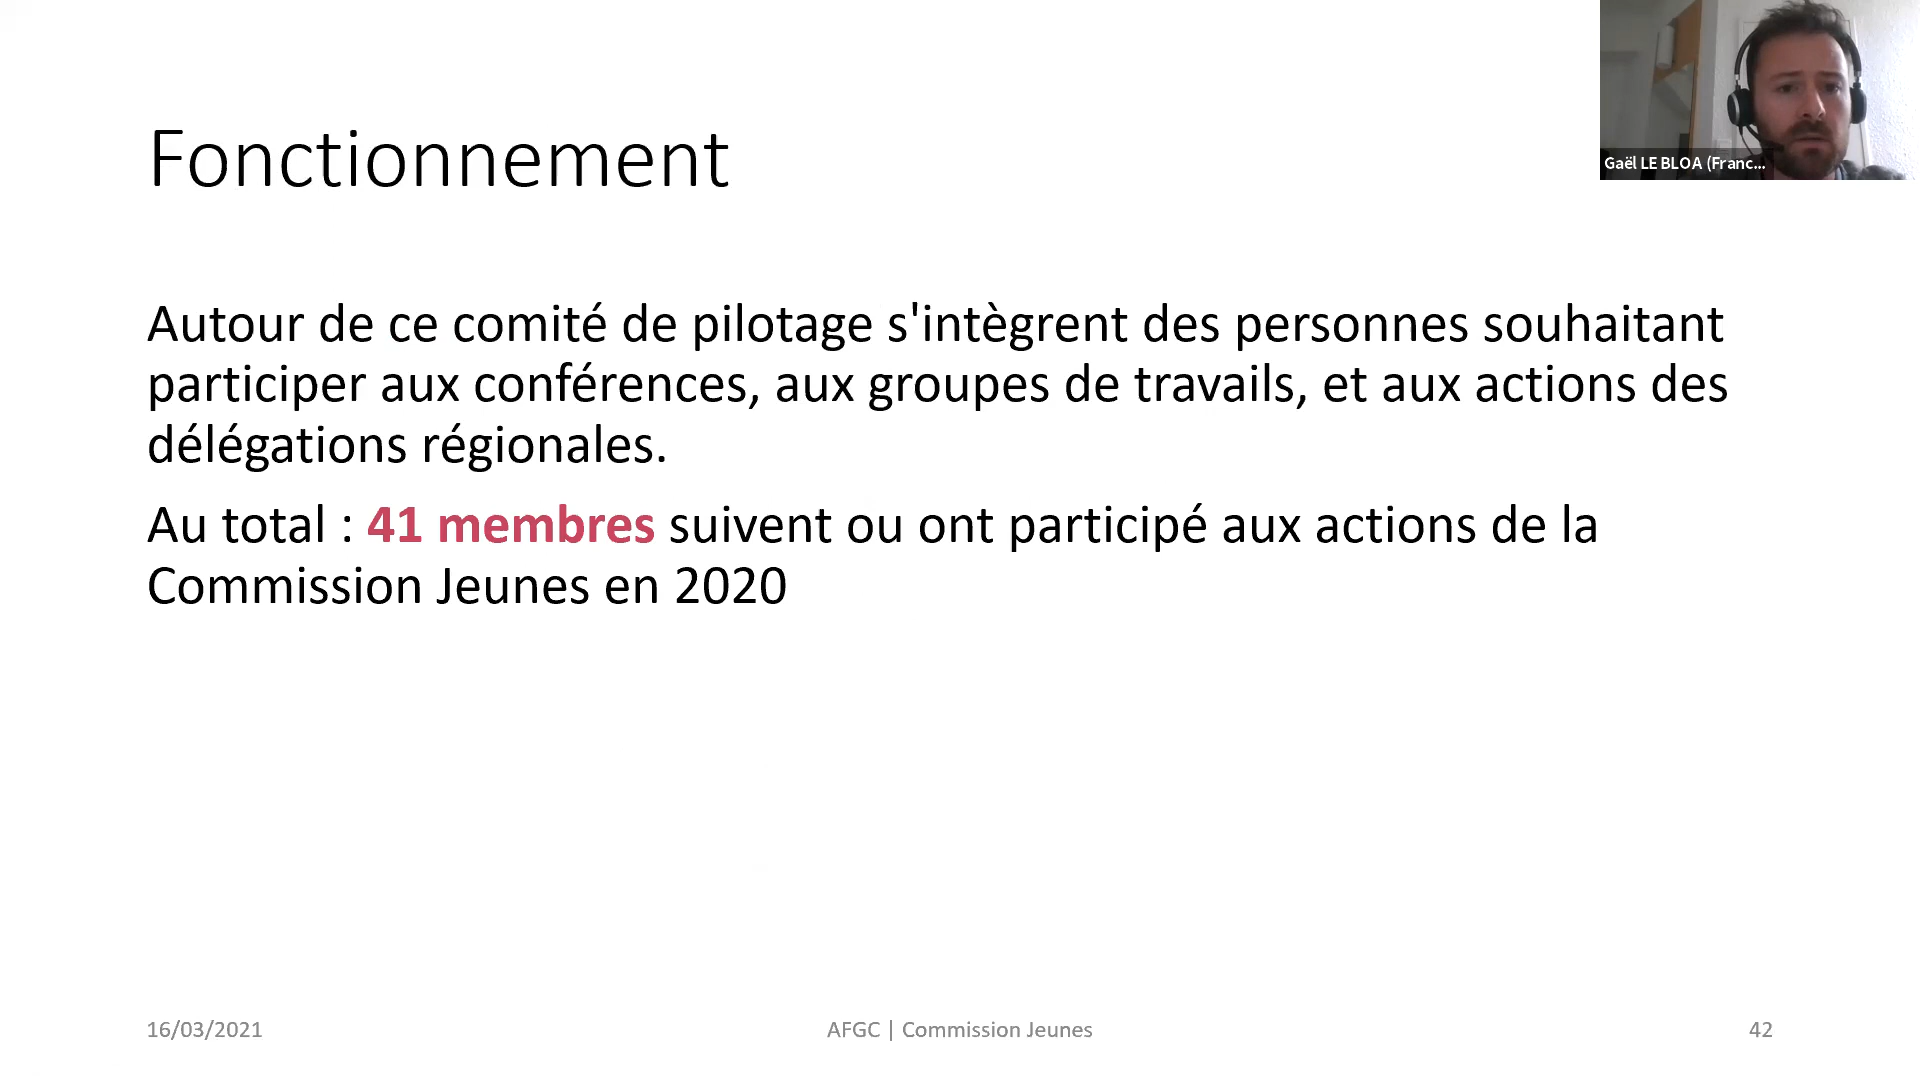 Fonctionnement
Gaël LE BLOA (Franc...
Autour de ce comité de pilotage s'intègrent des personnes souhaitant
participer aux conférences, aux groupes de travails, et aux actions des
délégations régionales.
Au total : 41 membres suivent ou ont participé aux actions de la
Commission Jeunes en 2020
16/03/2021
AFGC | Commission Jeunes
42